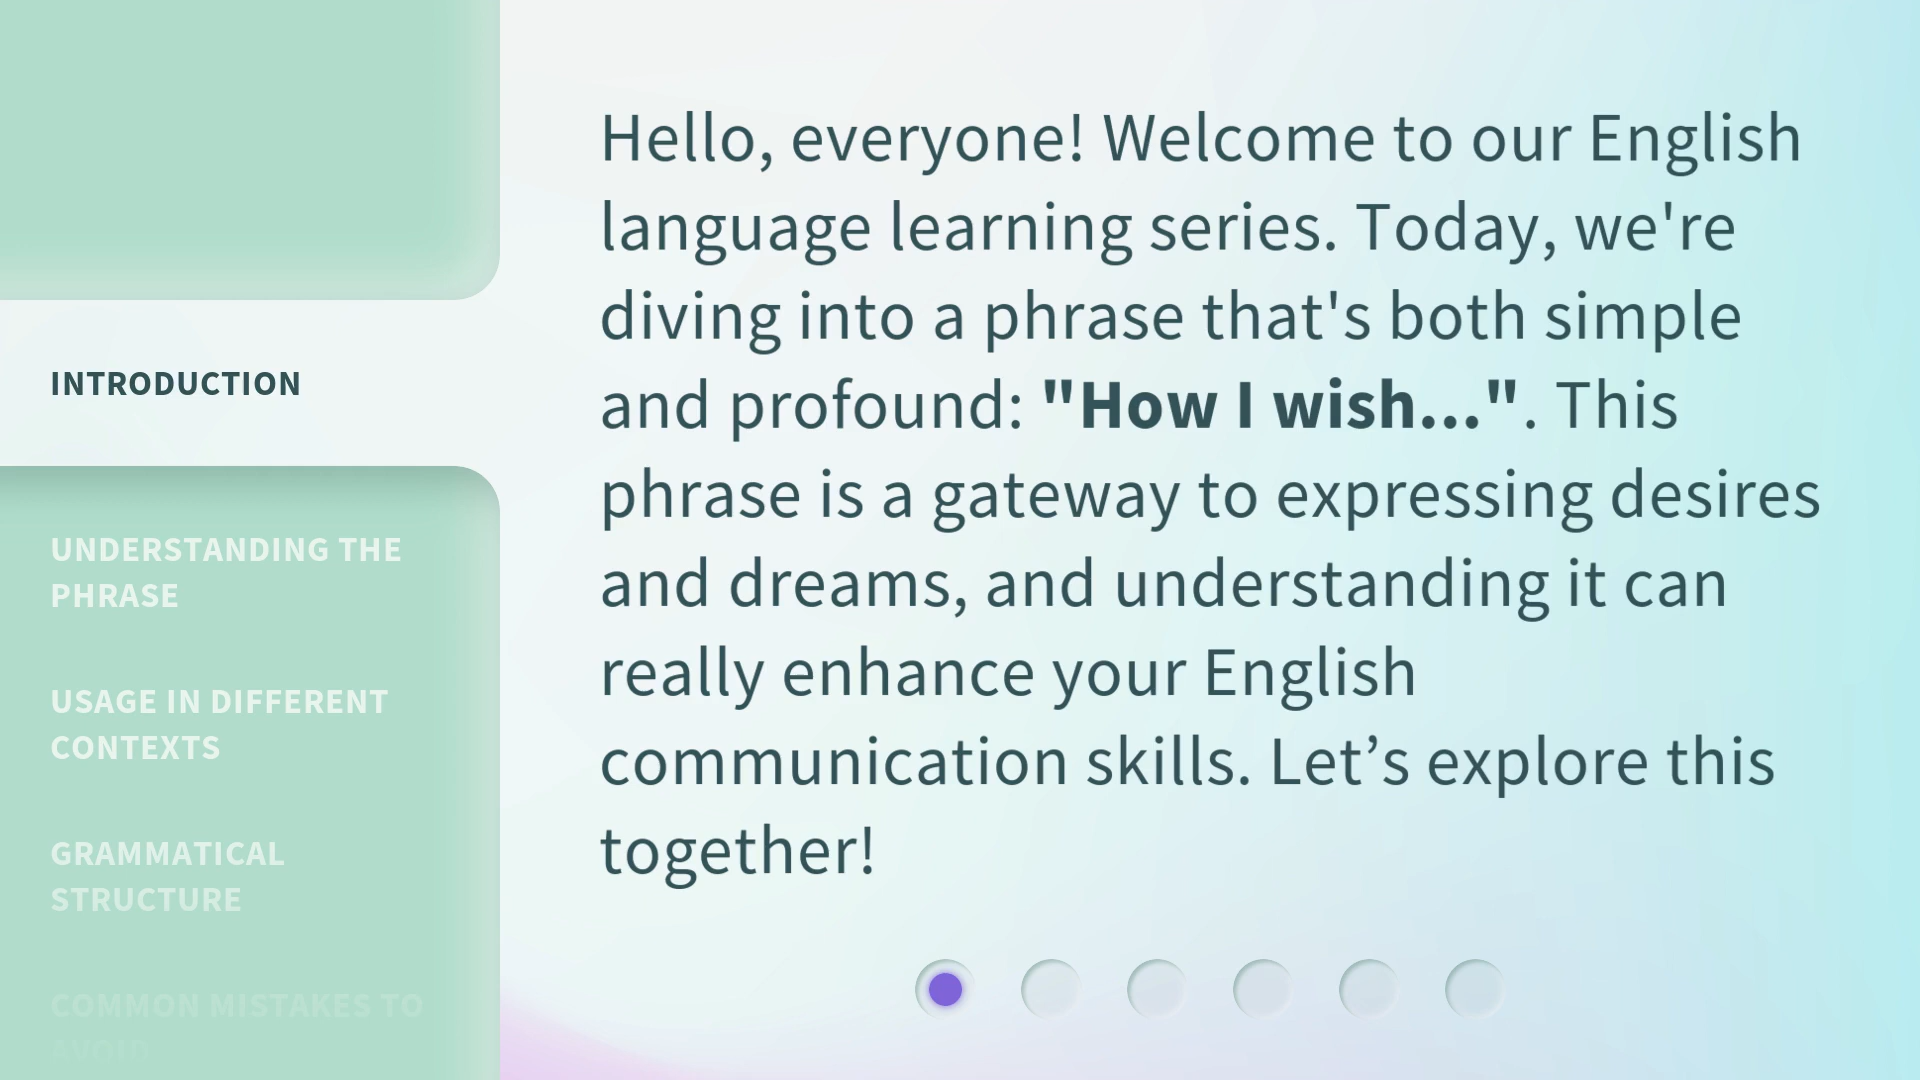 INTRODUCTION
UNDERSTANDING THE
PHRASE
USAGE IN DIFFERENT
CONTEXTS
GRAMMATICAL
STRUCTURE
COMMON MISTAKES TO
AVOID
Hello, everyone! Welcome to our English
language learning series. Today, we're
diving into a phrase that's both simple
and profound: "How I wish...". This
phrase is a gateway to expressing desires
and dreams, and understanding it can
really enhance your English
communication skills. Let’s explore this
together!